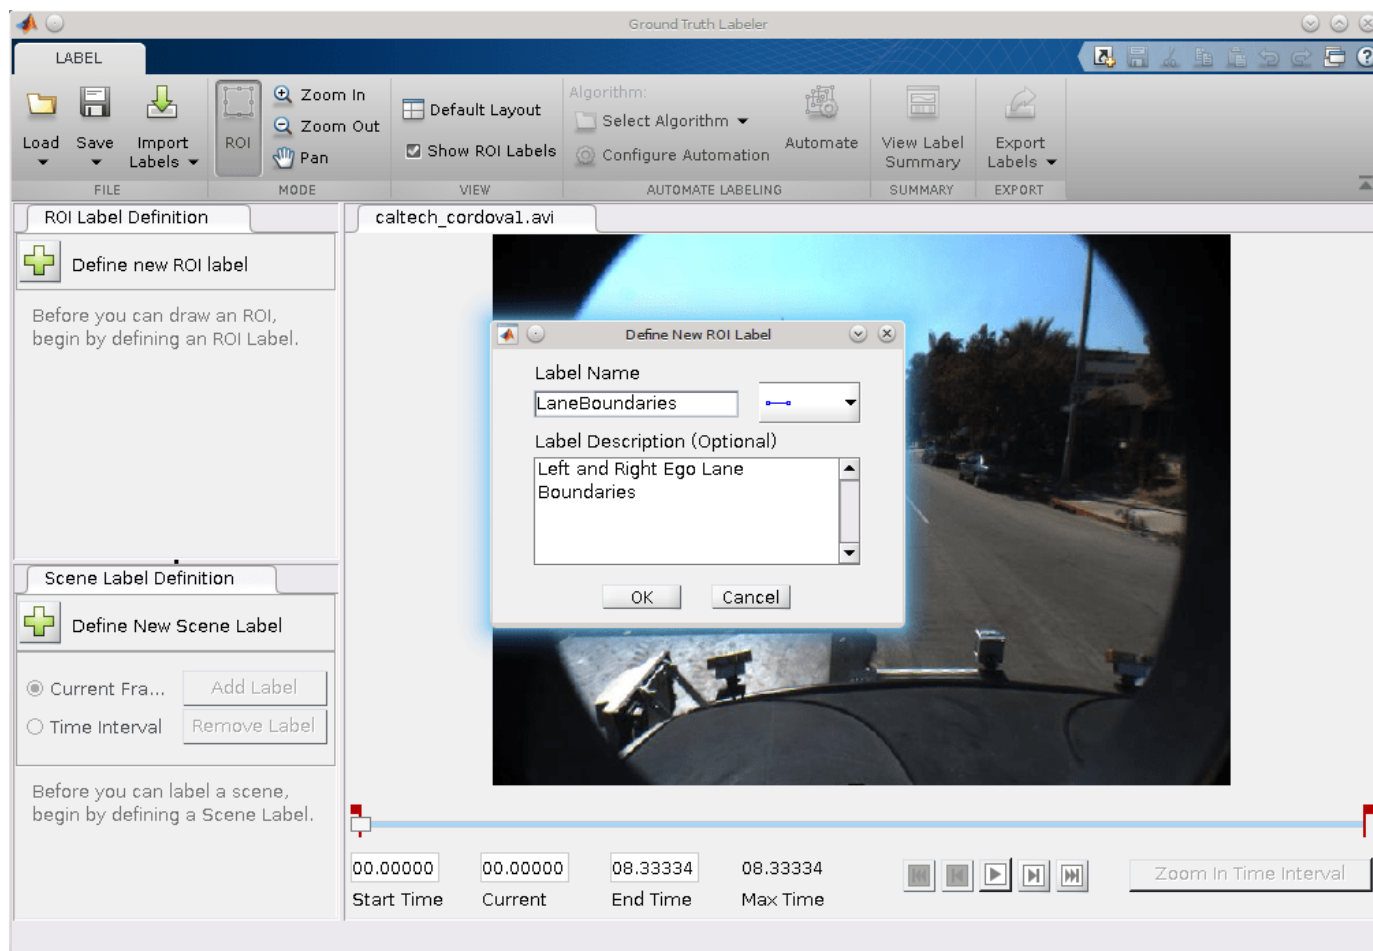 Ground Truth Labeler
LABEL
Load
Save
Import
Labels
FILE
ROI
Zoom In
Zoom Out
Pan
MODE
Default Layout
Show ROI Labels
VIEW
Algorithm:
Select Algorithm
Configure Automation
Automate
AUTOMATE LABELING
View Label
Summary
SUMMARY
Export
Labels
EXPORT
ROI Label Definition
Define new ROI label
Before you can draw an ROI,
begin by defining an ROI Label.
Scene Label Definition
Define New Scene Label
Current Fra...
Add Label
Time Interval
Remove Label
Before you can label a scene,
begin by defining a Scene Label.
caltech_cordova1.avi
Define New ROI Label
Label Name
LaneBoundaries
Label Description (Optional)
Left and Right Ego Lane
Boundaries
OK
Cancel
00.00000
00.00000
08.33334
08.33334
Start Time
Current
End Time
Max Time
Zoom In Time Interval